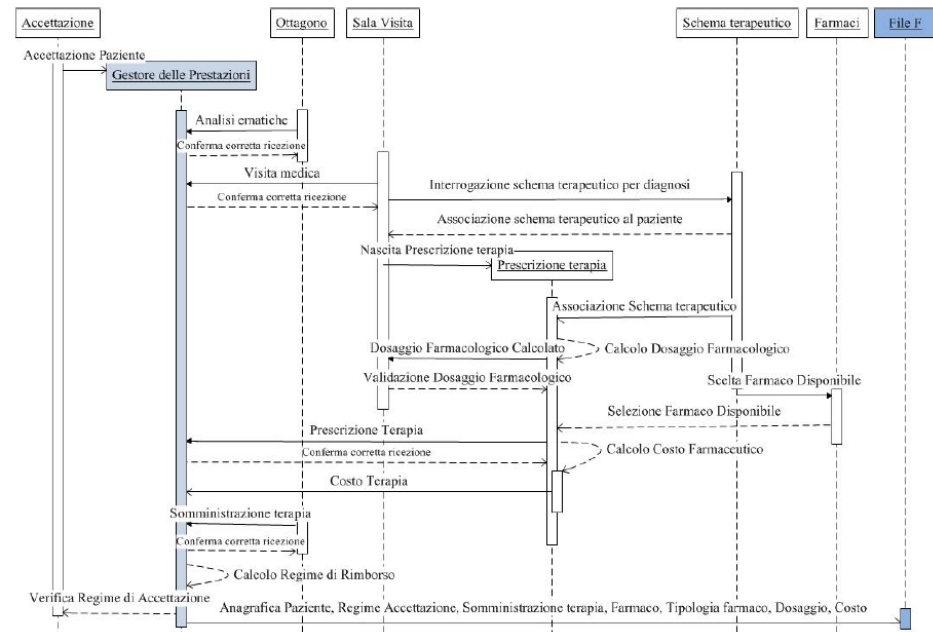 Accettazione
Ottagono
Sala Visita
Schema terapeutico
Farmaci
File F
Accettazione Paziente
Gestore delle Prestazioni
Analisi ematiche
Conferma corretta ricezione
Visita medica
Interrogazione schema terapeutico per diagnosi
Conferma corretta ricezione
Associazione schema terapeutico al paziente
Nascita Prescrizione terapia
Prescrizione terapia
Associazione Schema terapeutico
Dosaggio Farmacologico Calcolato
Calcolo Dosaggio Farmacologico
Validazione Dosaggio Farmacologico
Scelta Farmaco Disponibile
Selezione Farmaco Disponibile
Prescrizione Terapia
Calcolo Costo Farmaceutico
Conferma corretta ricezione
Costo Terapia
Somministrazione terapia
Conferma corretta ricezione
Calcolo Regime di Rimborso
Verifica Regime di Accettazione
Anagrafica Paziente, Regime Accettazione, Somministrazione terapia, Farmaco, Tipologia farmaco, Dosaggio, Costo